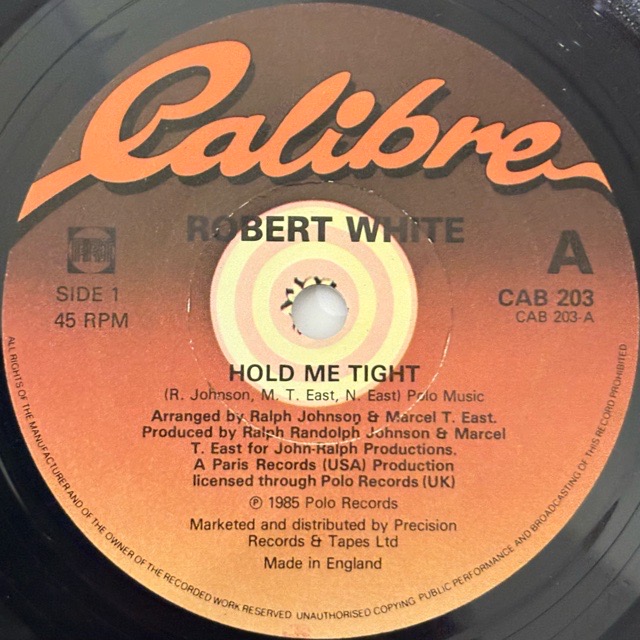 Calibre
ROBERT WHITE
A
SIDE 1
45 RPM
CAB 203
CAB 203-A
HOLD ME TIGHT
(R. Johnson, M. T. East, N. East) Polo Music
Arranged by Ralph Johnson & Marcel T. East.
Produced by Ralph Randolph Johnson & Marcel
T. East for John-Ralph Productions.
A Paris Records (USA) Production
licensed through Polo Records (UK)
℗ 1985 Polo Records
Marketed and distributed by Precision
Records & Tapes Ltd
Made in England
ALL RIGHTS OF THE MANUFACTURER AND OF THE OWNER OF THE RECORDED WORK RESERVED UNAUTHORISED COPYING PUBLIC PERFORMANCE AND BROADCASTING OF THIS RECORD PROHIBITED